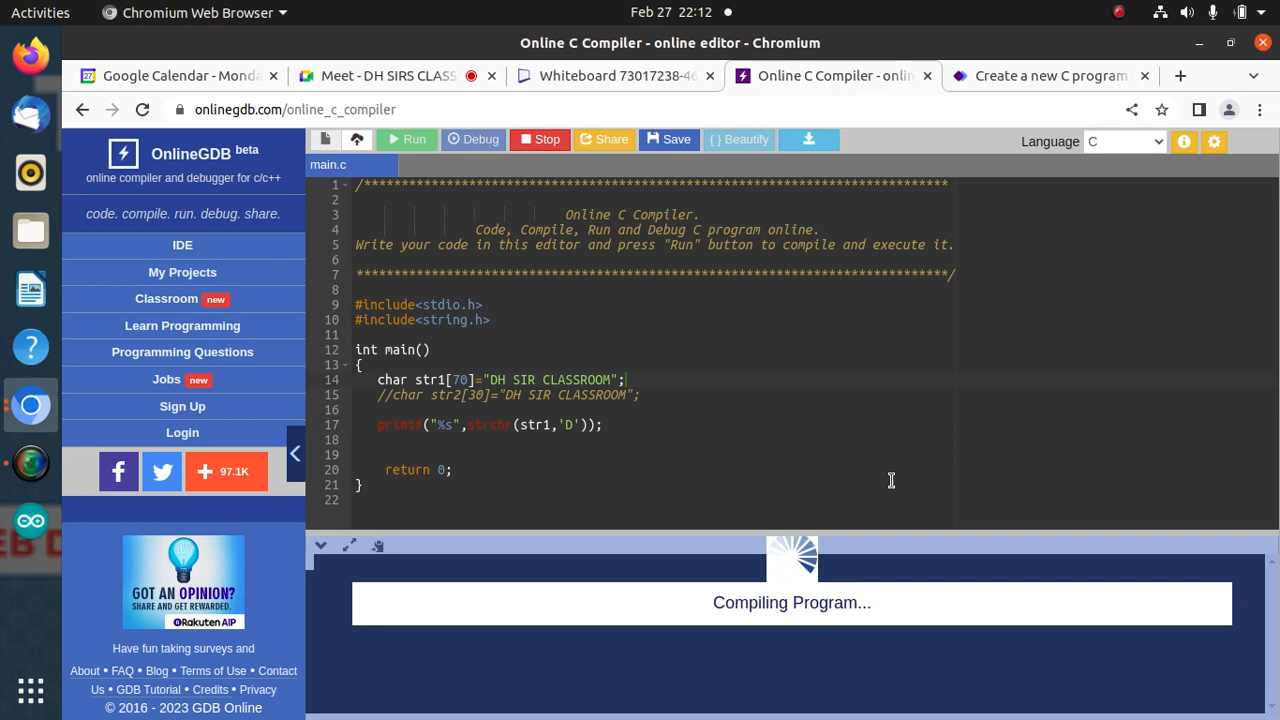 Activities Chromium Web Browser Feb 27 22:12
Online C Compiler - online editor - Chromium
Google Calendar - Monda Meet - DH SIRS CLASS Whiteboard 73017238-46 Online C Compiler - onlin Create a new C program
onlinegdb.com/online_c_compiler
Run Debug Stop Share Save { } Beautify Language C
main.c
OnlineGDB beta
online compiler and debugger for c/c++
code. compile. run. debug. share.
IDE
My Projects
Classroom new
Learn Programming
Programming Questions
Jobs new
Sign Up
Login
97.1K
GOT AN OPINION?
SHARE AND GET REWARDED.
Rakuten AIP
Have fun taking surveys and
About • FAQ • Blog • Terms of Use • Contact
Us • GDB Tutorial • Credits • Privacy
© 2016 - 2023 GDB Online
1 /******************************************************************************
2
3 Online C Compiler.
4 Code, Compile, Run and Debug C program online.
5 Write your code in this editor and press "Run" button to compile and execute it.
6
7 *******************************************************************************/
8
9 #include<stdio.h>
10 #include<string.h>
11
12 int main()
13 {
14 char str1[70]="DH SIR CLASSROOM";
15 //char str2[30]="DH SIR CLASSROOM";
16
17 printf("%s",strchr(str1,'D'));
18
19
20 return 0;
21 }
22
Compiling Program...